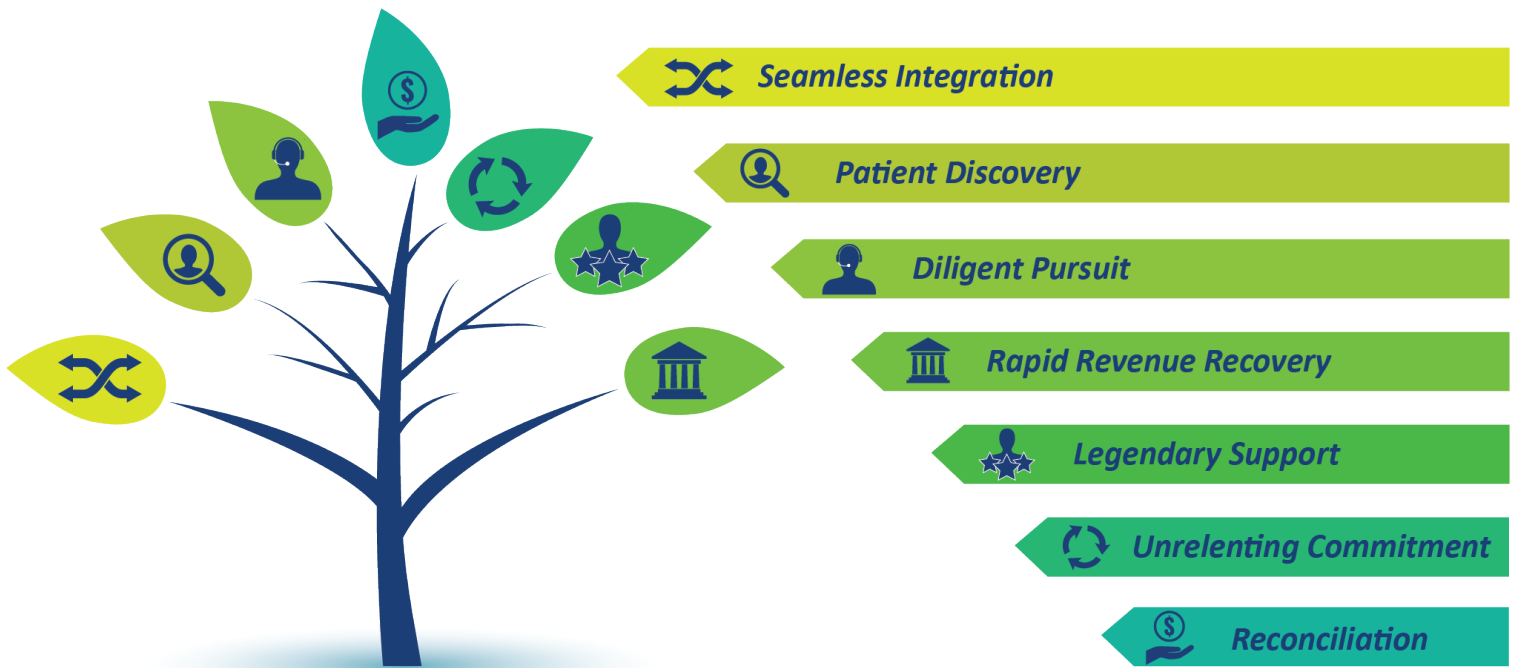 Seamless Integration
Patient Discovery
Diligent Pursuit
Rapid Revenue Recovery
Legendary Support
Unrelenting Commitment
Reconciliation